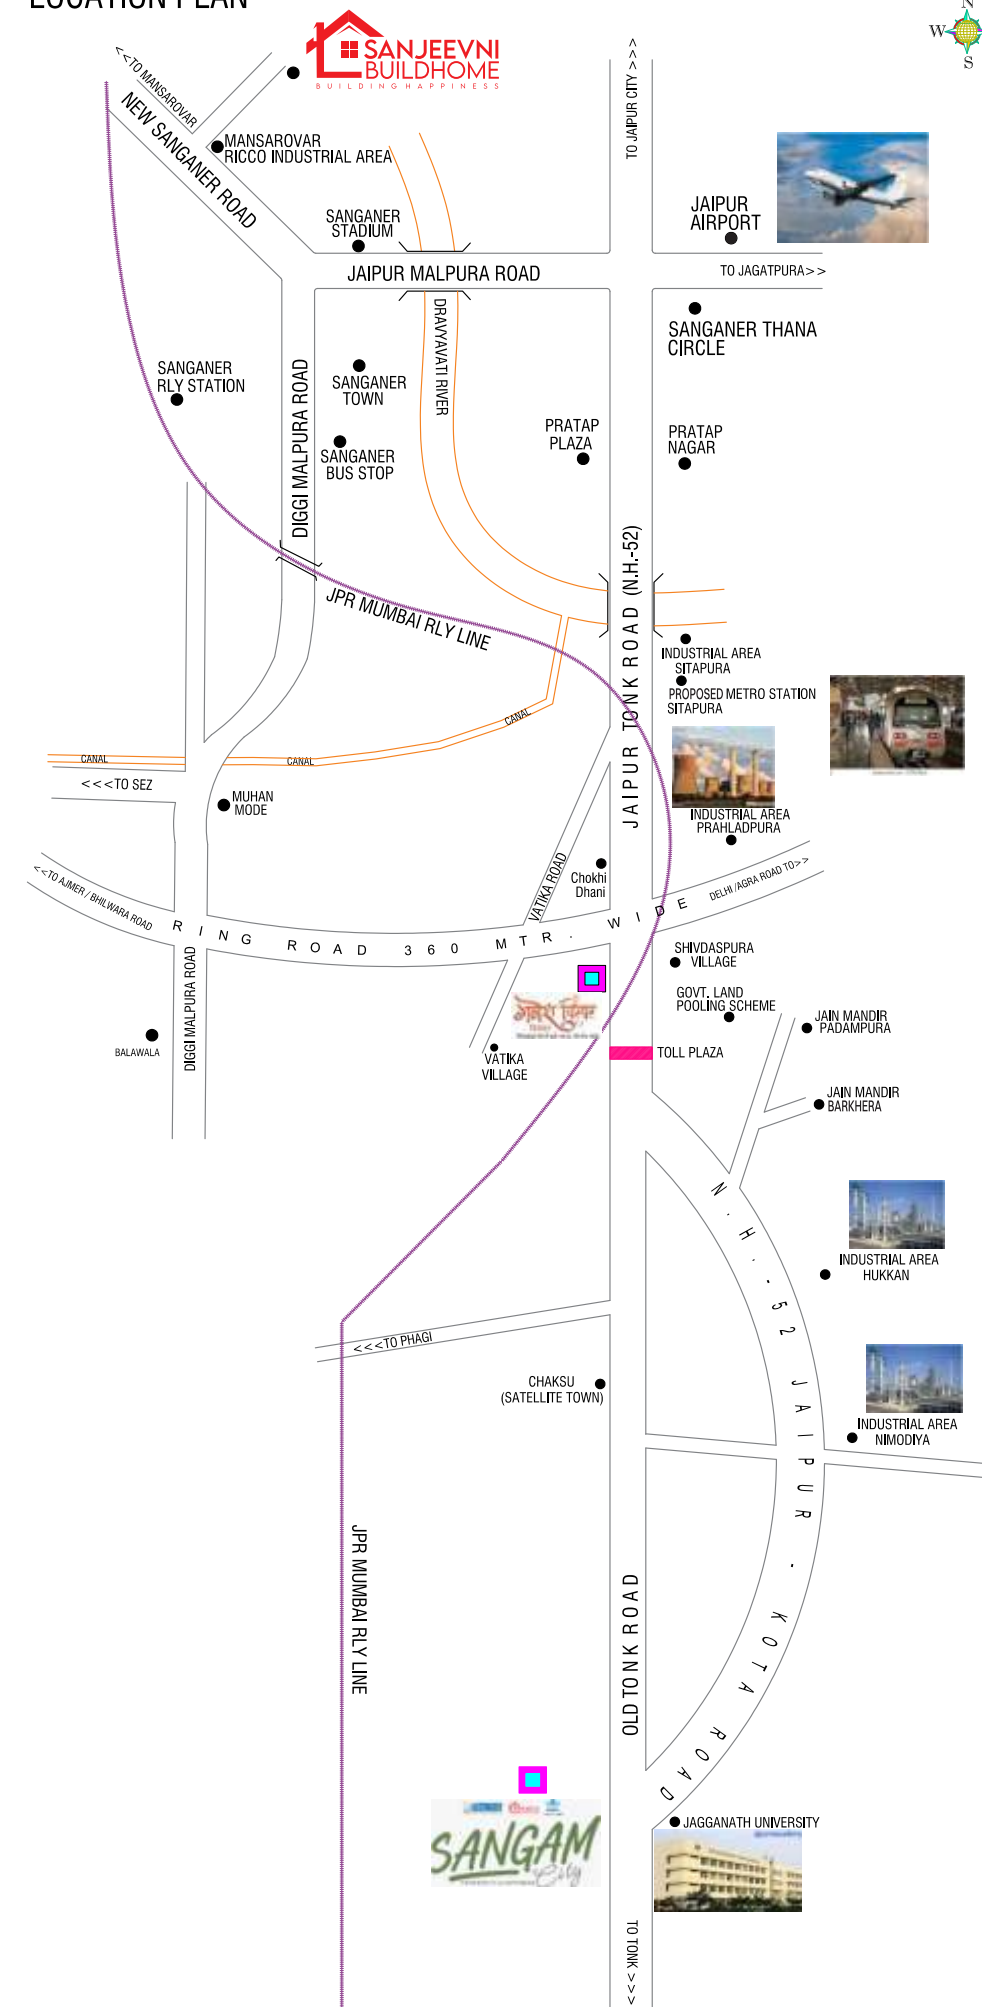 LOCATION PLAN
N
W
S
SANJEEVNI
BUILDHOME
BUILDING HAPPINESS
<<TO MANSAROVAR
NEW SANGANER ROAD
MANSAROVAR
RICCO INDUSTRIAL AREA
TO JAIPUR CITY >>>
SANGANER
STADIUM
JAIPUR
AIRPORT
JAIPUR MALPURA ROAD
TO JAGATPURA>>
DRAVYAVATI RIVER
SANGANER THANA
CIRCLE
SANGANER
RLY STATION
DIGGI MALPURA ROAD
SANGANER
TOWN
SANGANER
BUS STOP
PRATAP
PLAZA
PRATAP
NAGAR
JAIPUR TONK ROAD (N.H.-52)
JPR MUMBAI RLY LINE
INDUSTRIAL AREA
SITAPURA
PROPOSED METRO STATION
SITAPURA
CANAL
CANAL
CANAL
<<<TO SEZ
MUHAN
MODE
INDUSTRIAL AREA
PRAHLADPURA
VATIKA ROAD
Chokhi
Dhani
<<TO AJMER / BHILWARA ROAD
RING ROAD 360 MTR. WIDE
DELHI /AGRA ROAD TO>>
SHIVDASPURA
VILLAGE
GOVT. LAND
POOLING SCHEME
DIGGI MALPURA ROAD
BALAWALA
VATIKA
VILLAGE
TOLL PLAZA
JAIN MANDIR
PADAMPURA
JAIN MANDIR
BARKHERA
N.H.-52 JAIPUR - KOTA ROAD
INDUSTRIAL AREA
HUKKAN
<<<TO PHAGI
CHAKSU
(SATELLITE TOWN)
INDUSTRIAL AREA
NIMODIYA
JPR MUMBAI RLY LINE
OLD TONK ROAD
SANGAM
City
JAGGANATH UNIVERSITY
TO TONK >>>